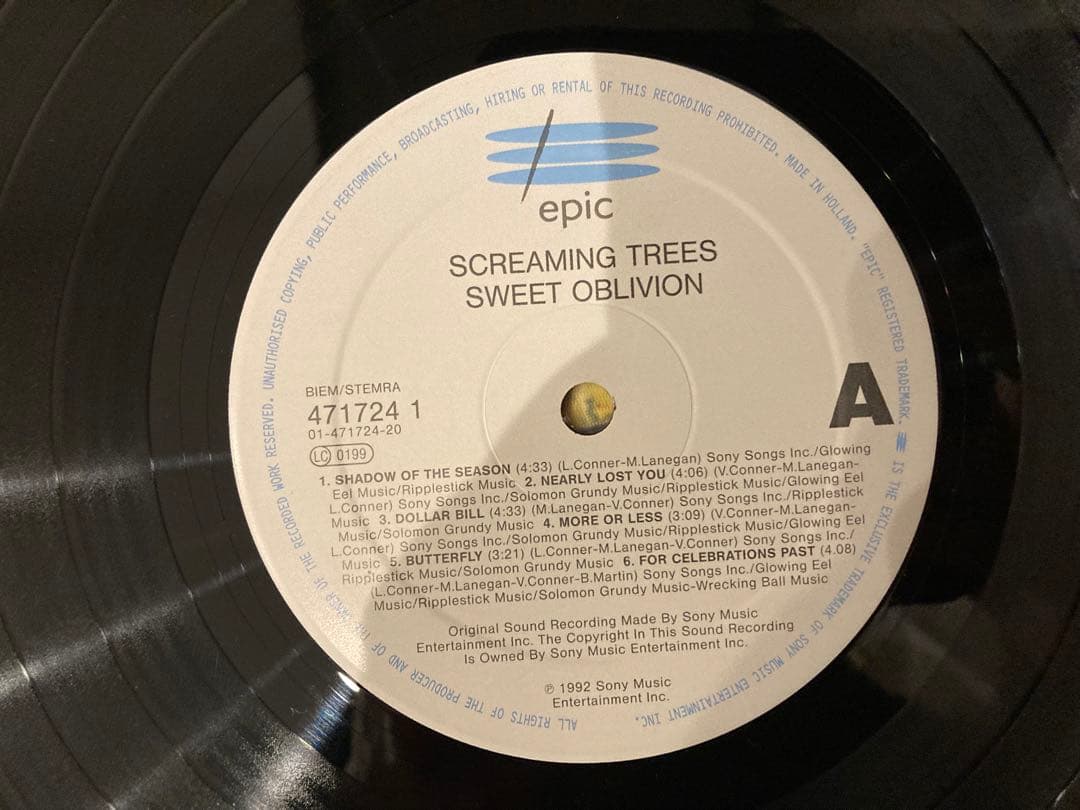 ALL RIGHTS OF THE PRODUCER AND OF THE OWNER OF THE RECORDED WORK RESERVED. UNAUTHORISED COPYING, PUBLIC PERFORMANCE, BROADCASTING, HIRING OR RENTAL OF THIS RECORDING PROHIBITED. MADE IN HOLLAND. "EPIC" REGISTERED TRADEMARK. IS THE EXCLUSIVE TRADEMARK OF SONY MUSIC ENTERTAINMENT INC.
epic
SCREAMING TREES
SWEET OBLIVION
A
BIEM/STEMRA
471724 1
01-471724-20
LC 0199
1. SHADOW OF THE SEASON (4:33) (L.Conner-M.Lanegan) Sony Songs Inc./Glowing
Eel Music/Ripplestick Music 2. NEARLY LOST YOU (4:06) (V.Conner-M.Lanegan-
L.Conner) Sony Songs Inc./Solomon Grundy Music/Ripplestick Music/Glowing Eel
Music 3. DOLLAR BILL (4:33) (M.Lanegan-V.Conner) Sony Songs Inc./Ripplestick
Music/Solomon Grundy Music 4. MORE OR LESS (3:09) (V.Conner-M.Lanegan-
L.Conner) Sony Songs Inc./Solomon Grundy Music/Ripplestick Music/Glowing Eel
Music 5. BUTTERFLY (3:21) (L.Conner-M.Lanegan-V.Conner) Sony Songs Inc./
Ripplestick Music/Solomon Grundy Music 6. FOR CELEBRATIONS PAST (4.08)
(L.Conner-M.Lanegan-V.Conner-B.Martin) Sony Songs Inc./Glowing Eel
Music/Ripplestick Music/Solomon Grundy Music-Wrecking Ball Music
Original Sound Recording Made By Sony Music
Entertainment Inc. The Copyright In This Sound Recording
Is Owned By Sony Music Entertainment Inc.
℗ 1992 Sony Music
Entertainment Inc.